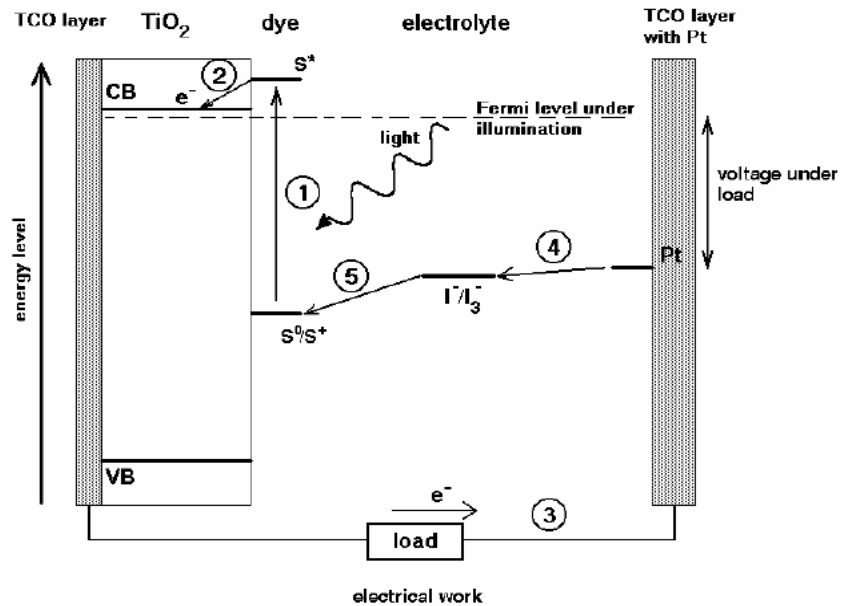 TCO layer TiO₂ dye electrolyte TCO layer
with Pt
CB
e⁻
②
S*
Fermi level under
illumination
light
①
voltage under
load
energy level
④
Pt
⑤
I⁻/I₃⁻
S⁰/S⁺
VB
e⁻
③
load
electrical work